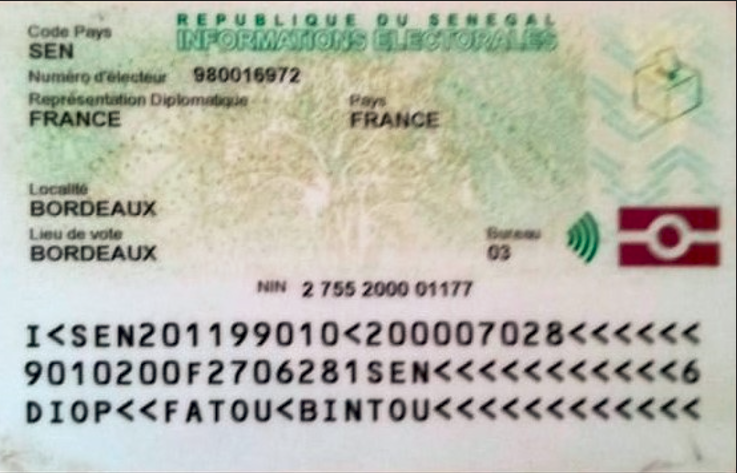 REPUBLIQUE DU SENEGAL
INFORMATIONS ELECTORALES
Code Pays
SEN
Numéro d'électeur 980016972
Représentation Diplomatique Pays
FRANCE FRANCE
Localité
BORDEAUX
Lieu de vote Bureau
BORDEAUX 03
NIN 2 755 2000 01177
I<SEN201199010<200007028<<<<<<
9010200F2706281SEN<<<<<<<<<<<6
DIOP<<FATOU<BINTOU<<<<<<<<<<<<